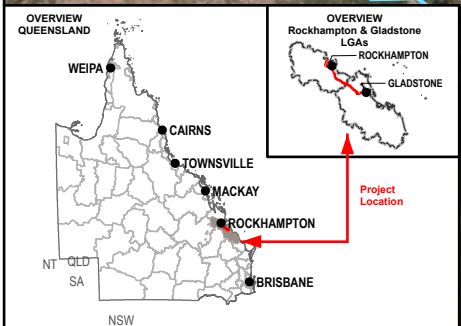 OVERVIEW
QUEENSLAND
WEIPA
CAIRNS
TOWNSVILLE
MACKAY
ROCKHAMPTON
BRISBANE
NT QLD
SA
NSW
OVERVIEW
Rockhampton & Gladstone
LGAs
ROCKHAMPTON
GLADSTONE
Project
Location